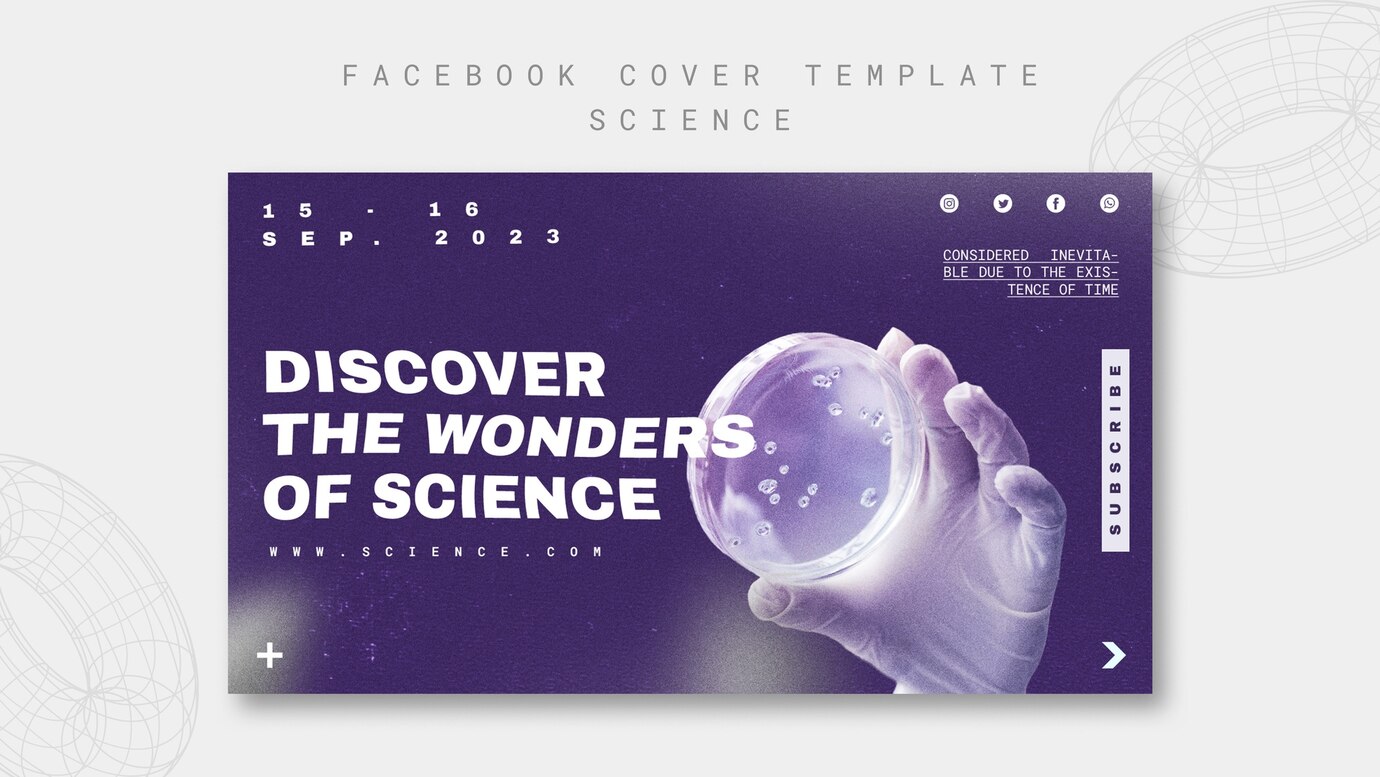 FACEBOOK COVER TEMPLATE
SCIENCE
15 - 16
SEP. 2023
CONSIDERED INEVITA-
BLE DUE TO THE EXIS-
TENCE OF TIME
DISCOVER
THE WONDERS
OF SCIENCE
WWW.SCIENCE.COM
SUBSCRIBE